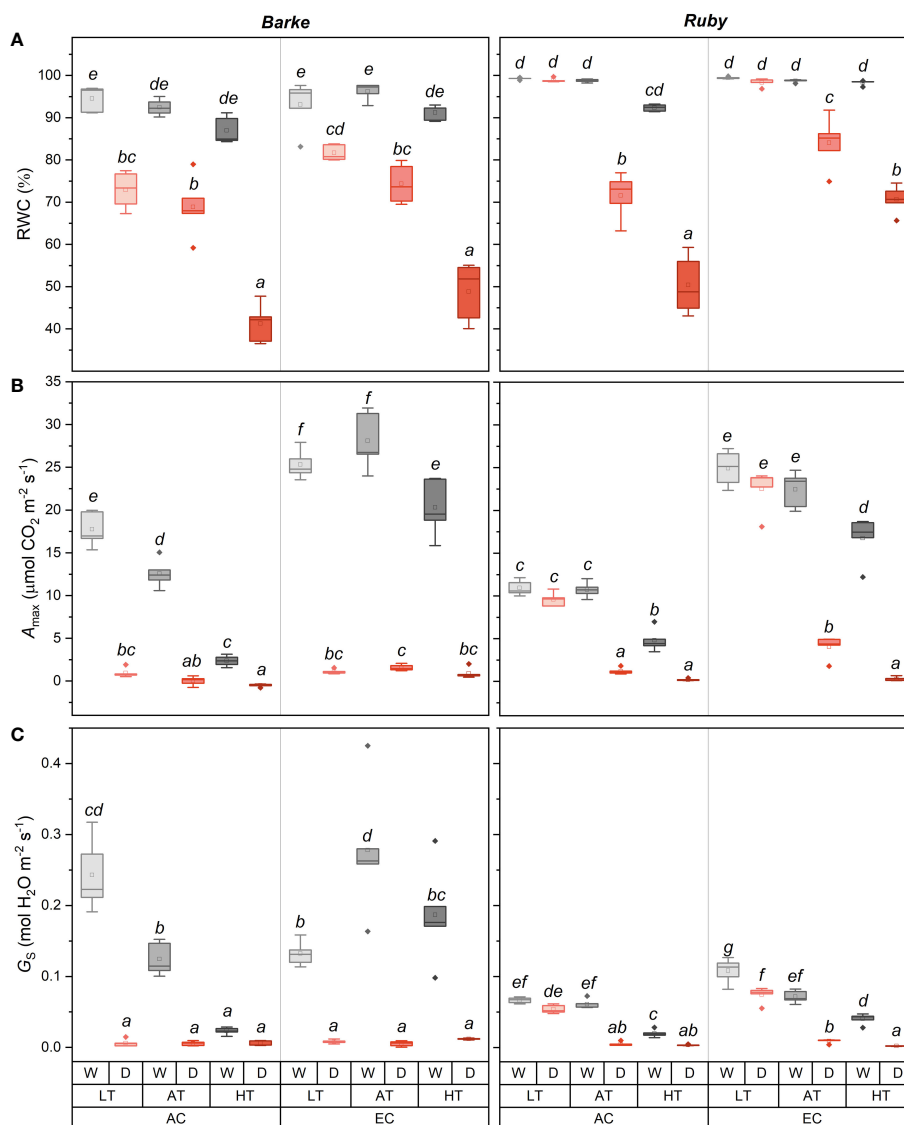 Barke Ruby
A
RWC (%)
100
90
80
70
60
50
40
e bc de b de a e cd e bc de a
d d d b cd a d d d c d b
B
Amax (µmol CO2 m-2 s-1)
35
30
25
20
15
10
5
0
e bc d ab c a f bc f c e bc
c c c a b a e e e b d a
C
GS (mol H2O m-2 s-1)
0.4
0.3
0.2
0.1
0.0
cd a b a a a b a d a bc a
ef de ef ab c ab g f ef b d a
W D W D W D W D W D W D W D W D W D W D W D W D
LT AT HT LT AT HT LT AT HT LT AT HT
AC EC AC EC